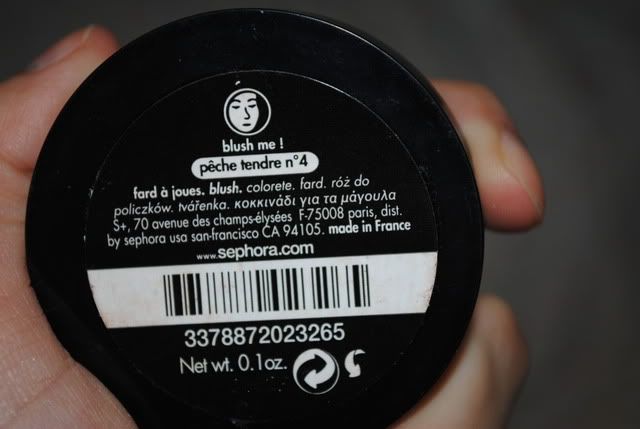 blush me !
pêche tendre n°4
fard à joues. blush. colorete. fard. róż do
policzków. tvářenka. κοκκινάδι για τα μάγουλα
S+, 70 avenue des champs-élysées F-75008 paris, dist.
by sephora usa san-francisco CA 94105. made in France
www.sephora.com
3378872023265
Net wt. 0.1oz.